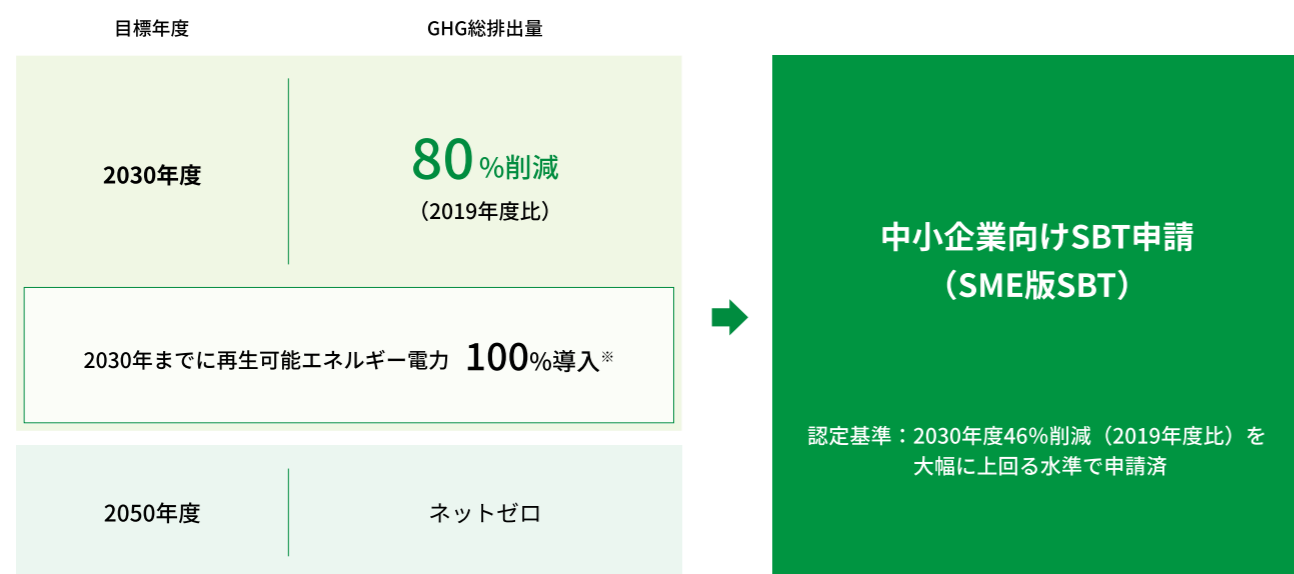 目標年度 GHG総排出量
2030年度
80%削減
（2019年度比）
2030年までに再生可能エネルギー電力 100%導入※
2050年度 ネットゼロ
中小企業向けSBT申請
（SME版SBT）
認定基準：2030年度46%削減（2019年度比）を
大幅に上回る水準で申請済